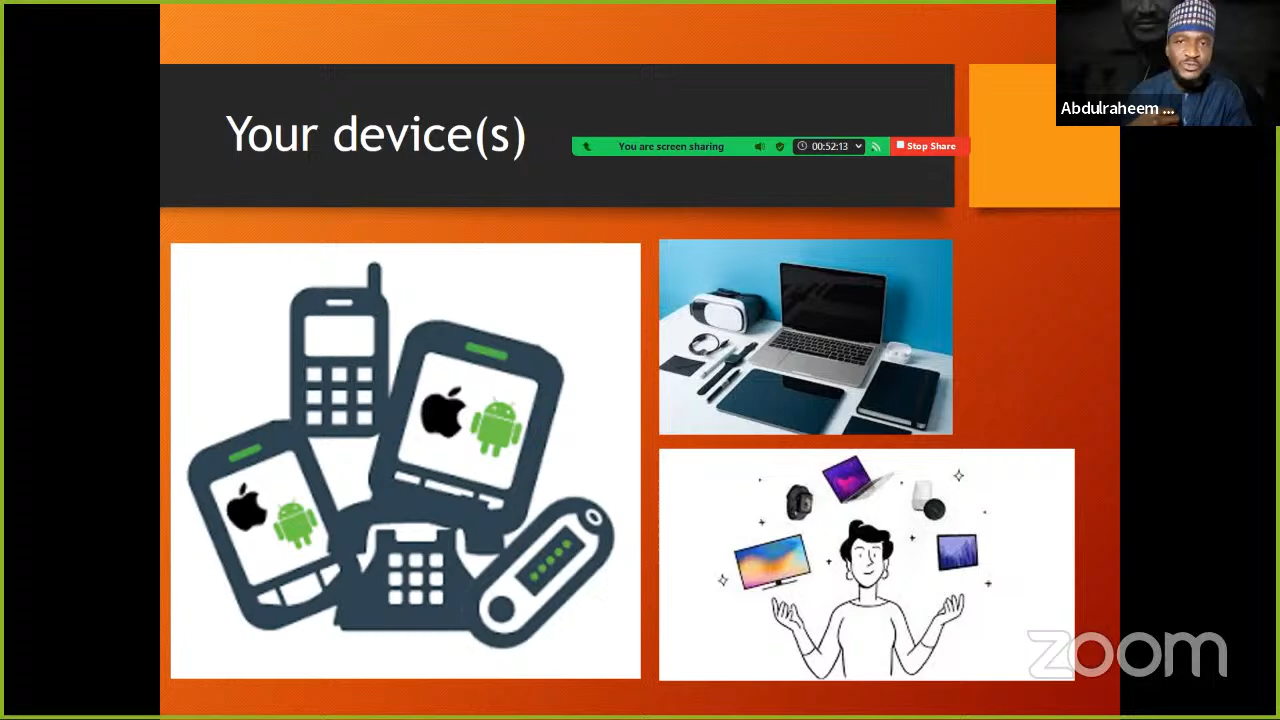 Your device(s)
You are screen sharing
00:52:13
Stop Share
Abdulraheem ...
zoom